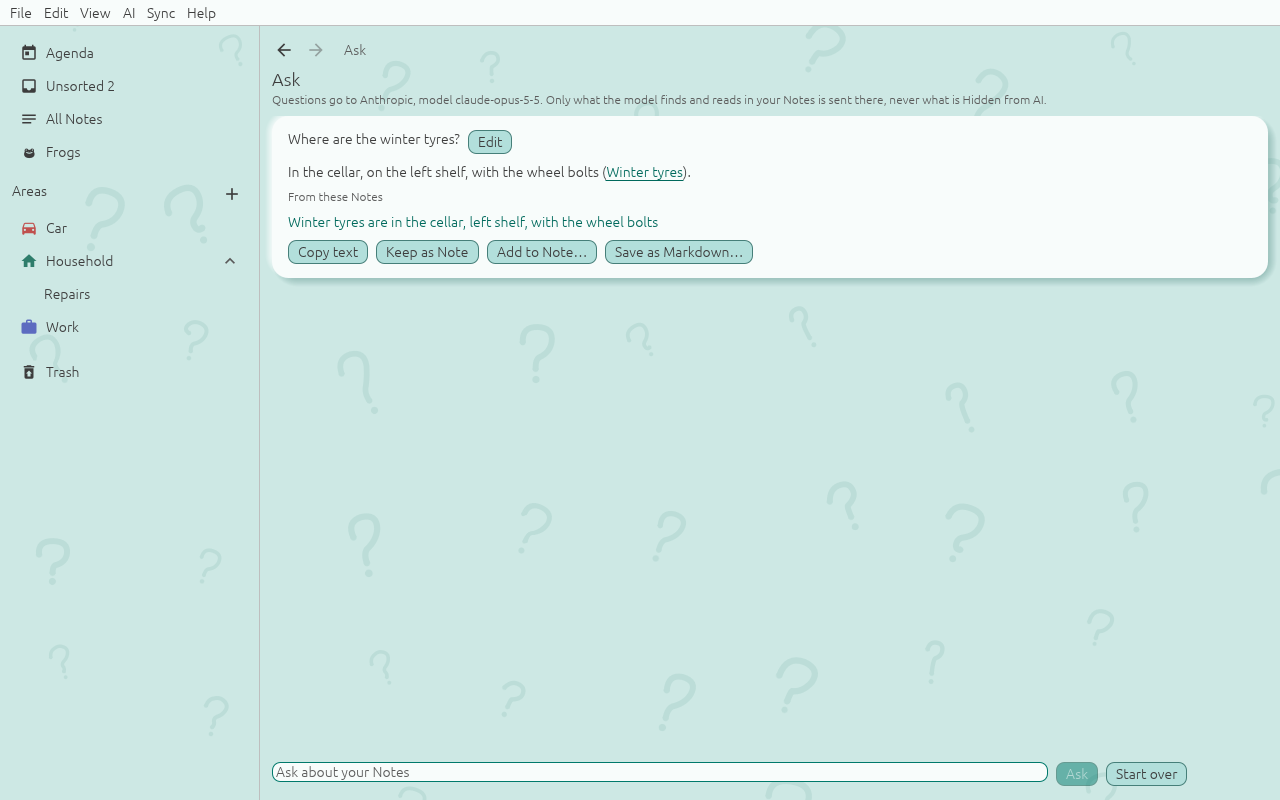 File Edit View AI Sync Help
Agenda
Unsorted 2
All Notes
Frogs
Areas
Car
Household
Repairs
Work
Trash
Ask
Ask
Questions go to Anthropic, model claude-opus-5-5. Only what the model finds and reads in your Notes is sent there, never what is Hidden from AI.
Where are the winter tyres? Edit
In the cellar, on the left shelf, with the wheel bolts (Winter tyres).
From these Notes
Winter tyres are in the cellar, left shelf, with the wheel bolts
Copy text Keep as Note Add to Note… Save as Markdown…
Ask about your Notes Ask Start over